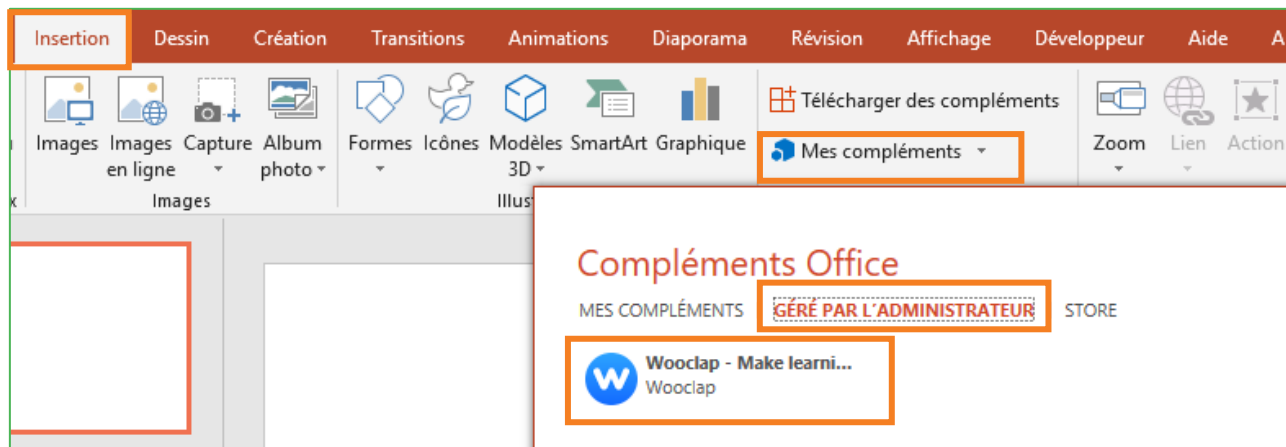 Insertion Dessin Création Transitions Animations Diaporama Révision Affichage Développeur Aide
Télécharger des compléments
Images Images en ligne Capture Album photo Formes Icônes Modèles 3D SmartArt Graphique
Mes compléments
Zoom Lien Action
Images
Illus
Compléments Office
MES COMPLÉMENTS GÉRÉ PAR L'ADMINISTRATEUR STORE
Wooclap - Make learni...
Wooclap